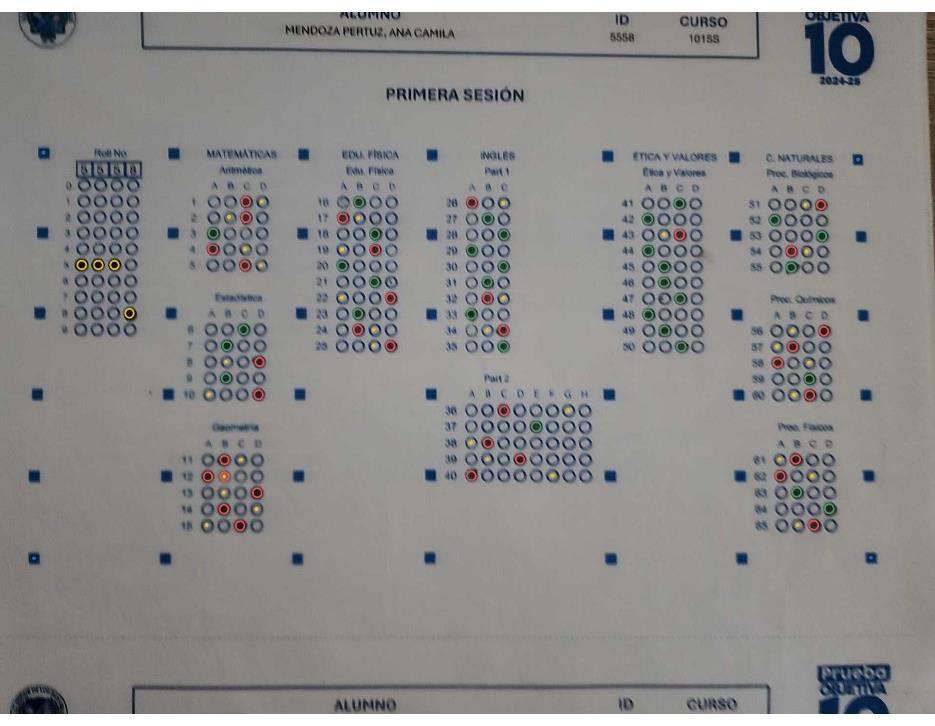 ALUMNO ID CURSO
MENDOZA PERTUZ, ANA CAMILA 5558 101SS
OBJETIVA
10
2024-25
PRIMERA SESIÓN
Roll No
5 5 5 8
0
1
2
3
4
5
6
7
8
9
MATEMÁTICAS
Aritmética
A B C D
1
2
3
4
5
Estadística
A B C D
6
7
8
9
10
Geometría
A B C D
11
12
13
14
15
EDU. FÍSICA
Edu. Física
A B C D
16
17
18
19
20
21
22
23
24
25
INGLÉS
Part 1
A B C
26
27
28
29
30
31
32
33
34
35
Part 2
A B C D E F G H
36
37
38
39
40
ÉTICA Y VALORES
Ética y Valores
A B C D
41
42
43
44
45
46
47
48
49
50
C. NATURALES
Proc. Biológicos
A B C D
51
52
53
54
55
Proc. Químicos
A B C D
56
57
58
59
60
Proc. Físicos
A B C D
61
62
63
64
65
prueba
OBJETIVA
10
ALUMNO ID CURSO